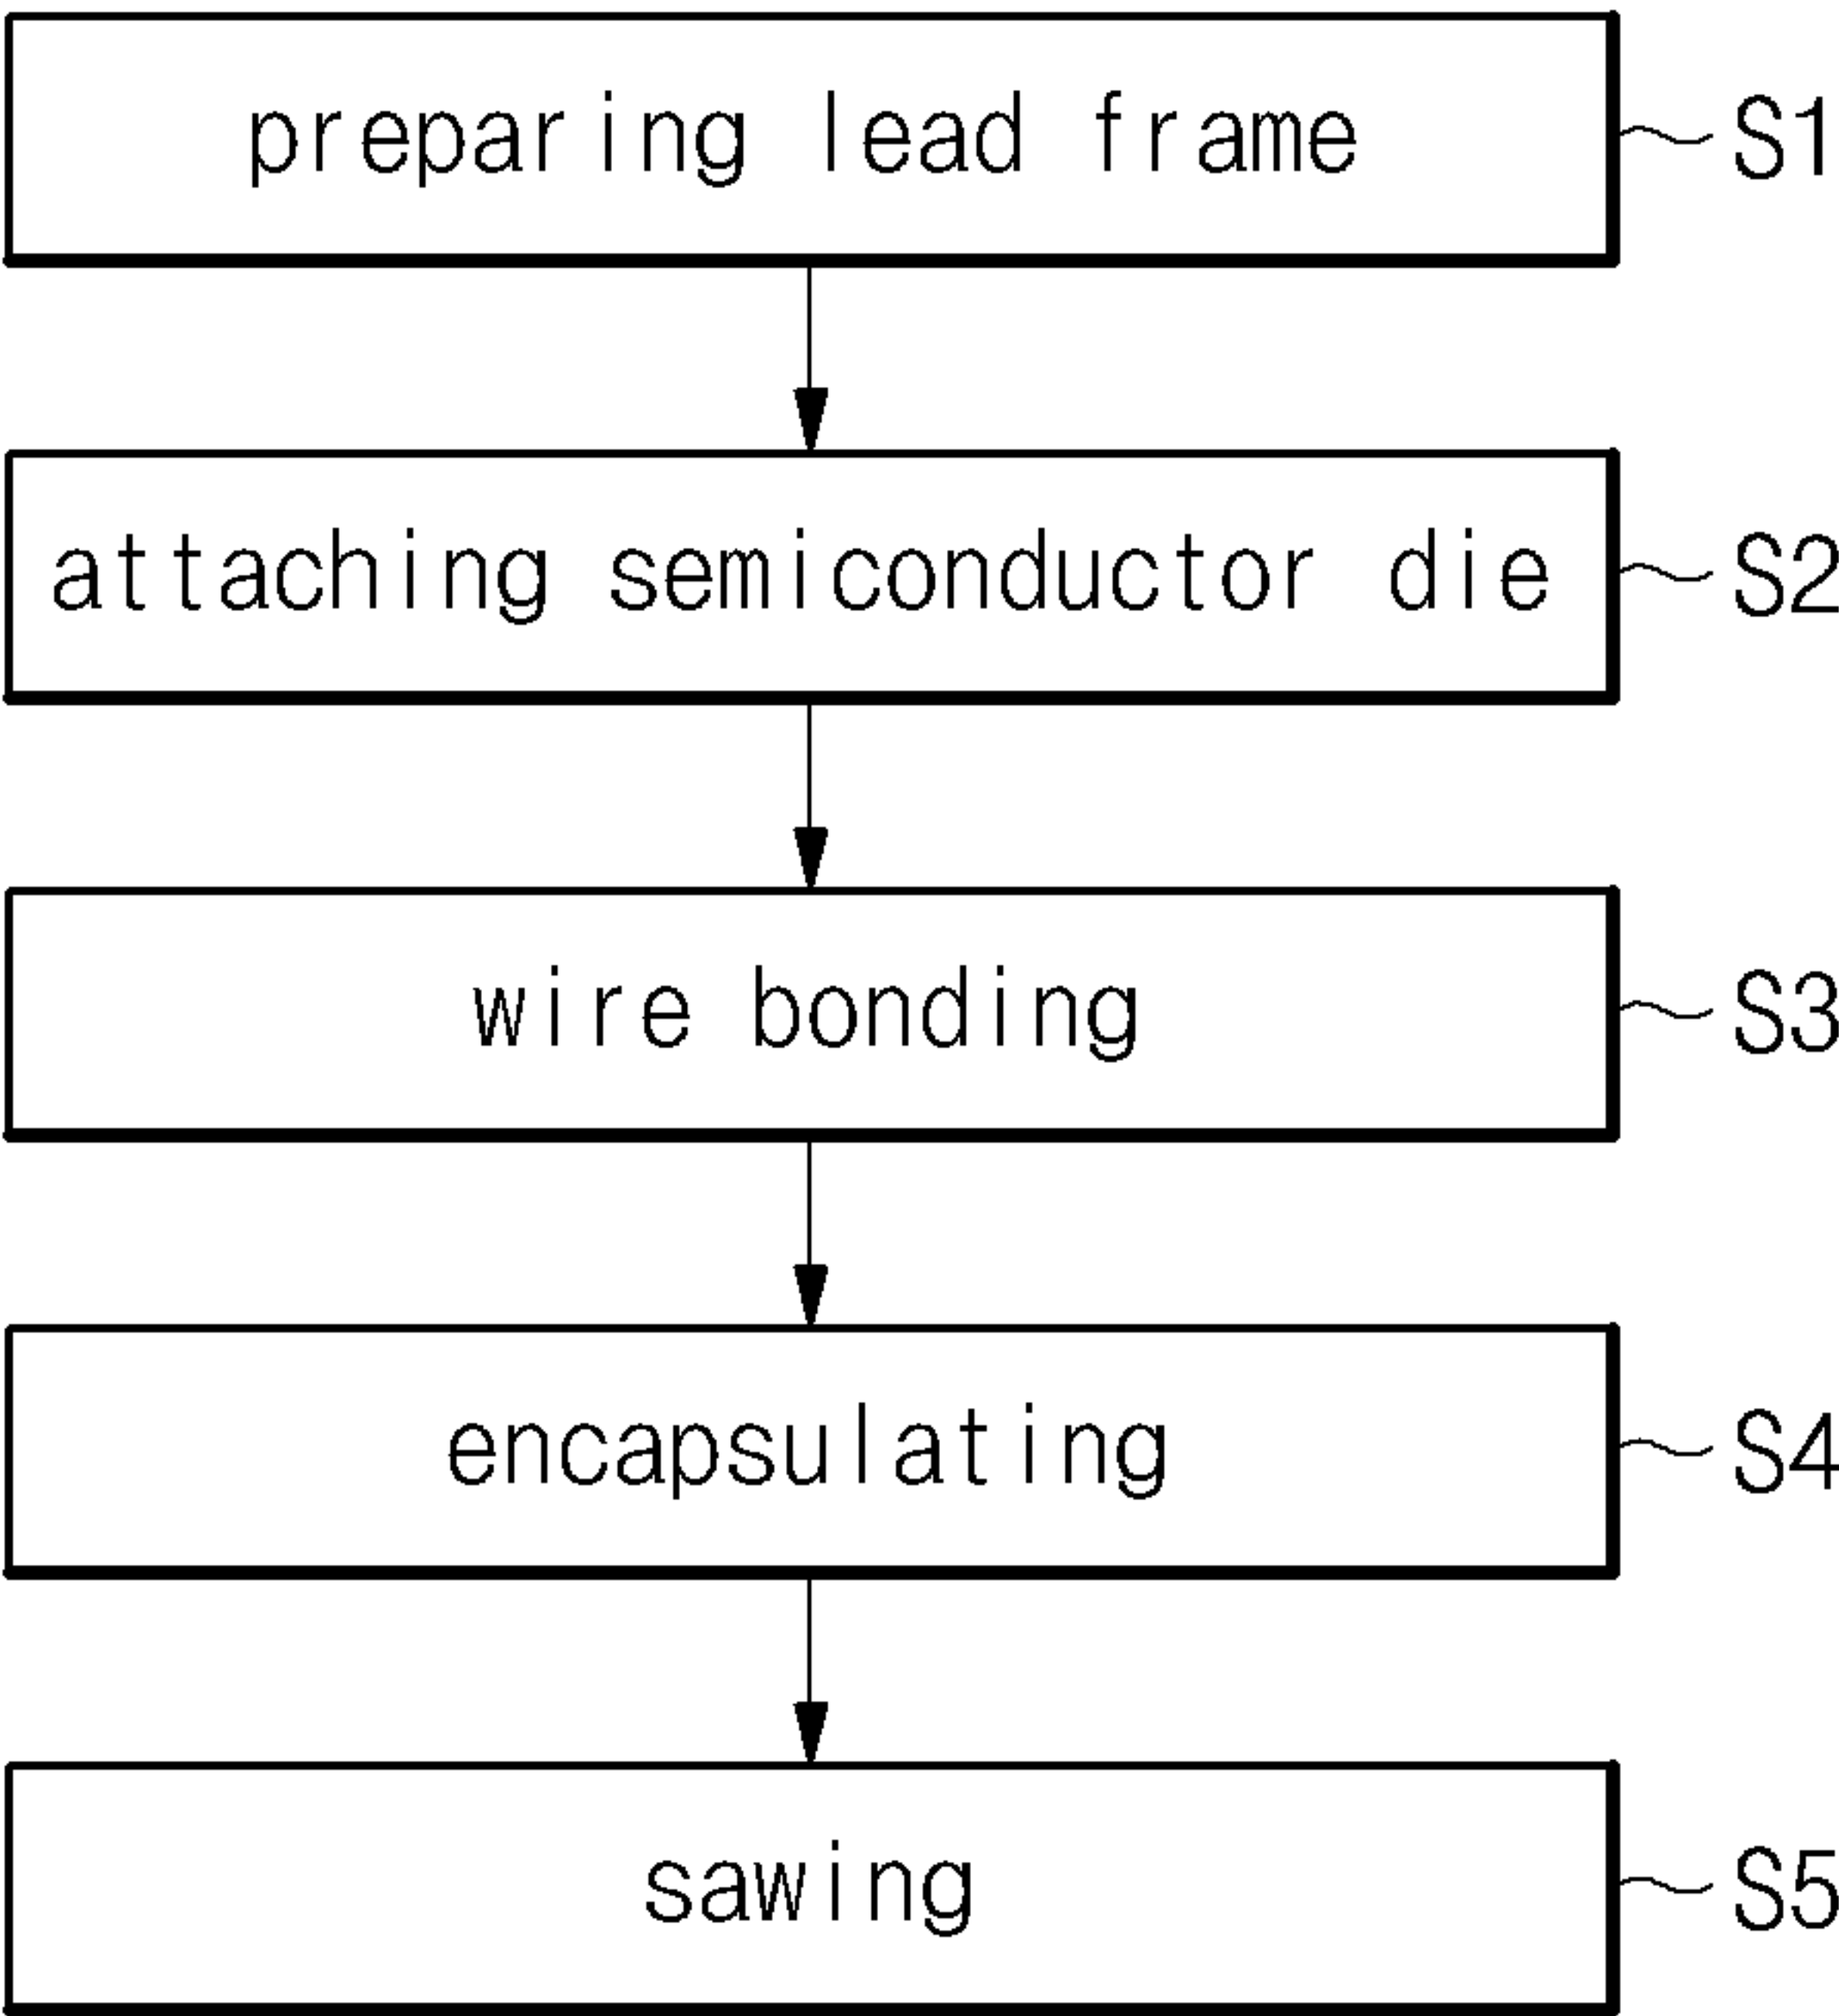 preparing lead frame S1
attaching semiconductor die S2
wire bonding S3
encapsulating S4
sawing S5